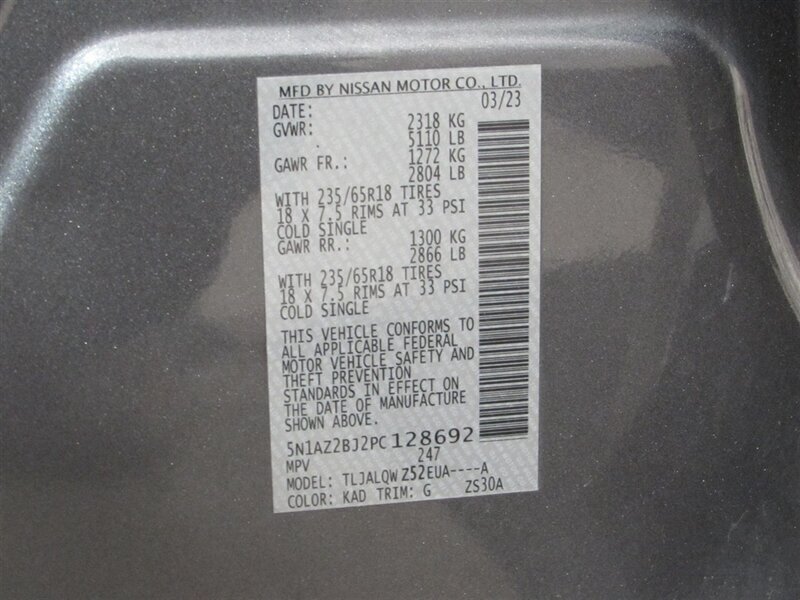 MFD BY NISSAN MOTOR CO., LTD.
DATE: 03/23
GVWR: 2318 KG
5110 LB
GAWR FR.: 1272 KG
2804 LB
WITH 235/65R18 TIRES
18 X 7.5 RIMS AT 33 PSI
COLD SINGLE
GAWR RR.: 1300 KG
2866 LB
WITH 235/65R18 TIRES
18 X 7.5 RIMS AT 33 PSI
COLD SINGLE
THIS VEHICLE CONFORMS TO
ALL APPLICABLE FEDERAL
MOTOR VEHICLE SAFETY AND
THEFT PREVENTION
STANDARDS IN EFFECT ON
THE DATE OF MANUFACTURE
SHOWN ABOVE.
5N1AZ2BJ2PC128692
MPV 247
MODEL: TLJALQW Z52EUA----A
COLOR: KAD TRIM: G ZS30A